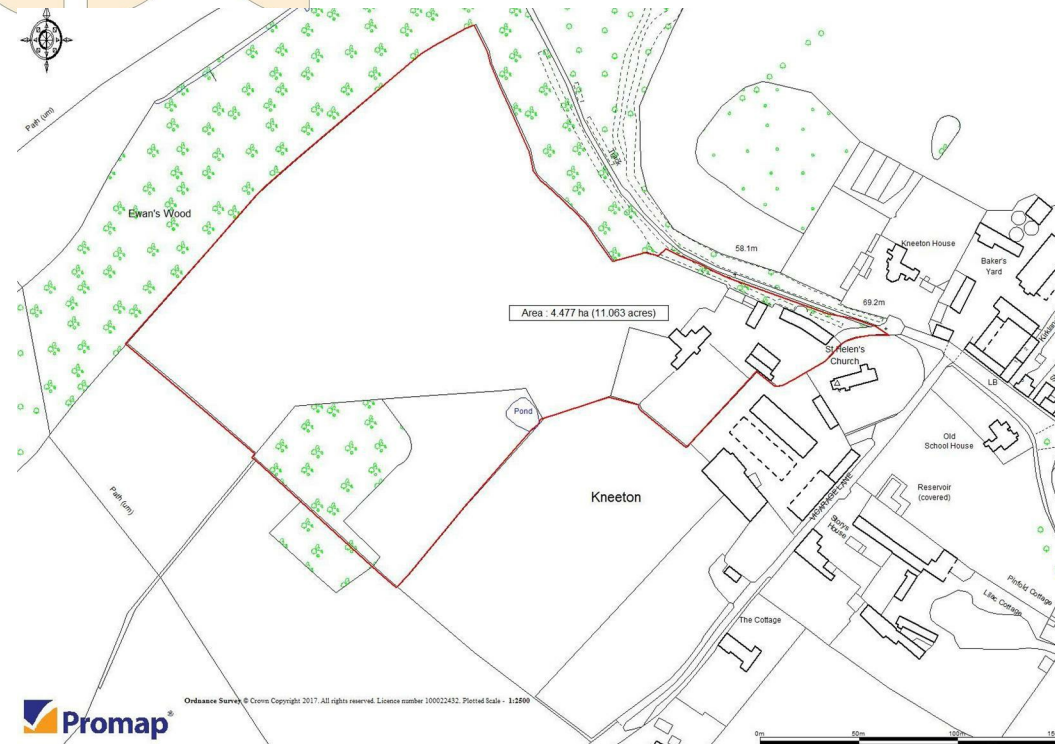 Path (um)
Ewan's Wood
Track
58.1m
Kneeton House
Baker's
Yard
69.2m
Area : 4.477 ha (11.063 acres)
St Helen's
Church
LB
Pond
Old
School House
Kneeton
Reservoir
(covered)
Path (um)
VICARAGE LANE
Storys
House
Pinfold Cottage
Lilac Cottage
The Cottage
Ordnance Survey © Crown Copyright 2017. All rights reserved. Licence number 100022432. Plotted Scale - 1:2500
Promap®
0m
50m
100m